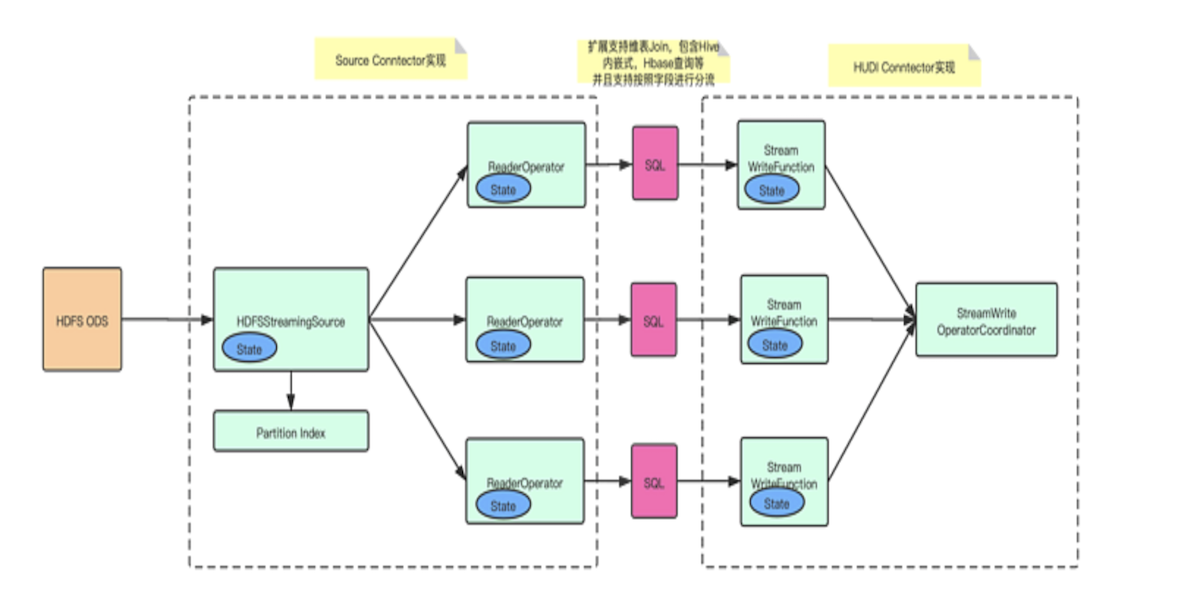 Source Conntector实现
扩展支持维表Join，包含Hive
内嵌式，Hbase查询等
并且支持按照字段进行分流
HUDI Conntector实现
ReaderOperator
State
SQL
Stream
WriteFunction
State
HDFS ODS
HDFSStreamingSource
State
ReaderOperator
State
SQL
Stream
WriteFunction
State
StreamWrite
OperatorCoordinator
Partition Index
ReaderOperator
State
SQL
Stream
WriteFunction
State